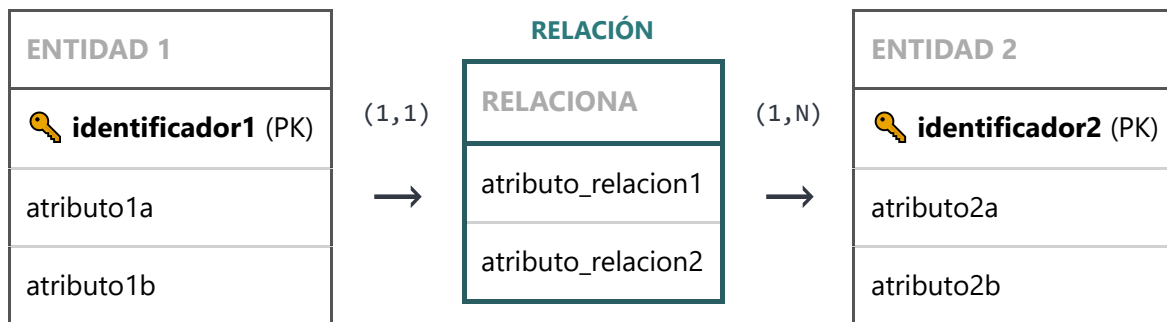 ENTIDAD 1
identificador1 (PK)
atributo1a
atributo1b
(1,1)
→
RELACIÓN
RELACIONA
atributo_relacion1
atributo_relacion2
(1,N)
→
ENTIDAD 2
identificador2 (PK)
atributo2a
atributo2b